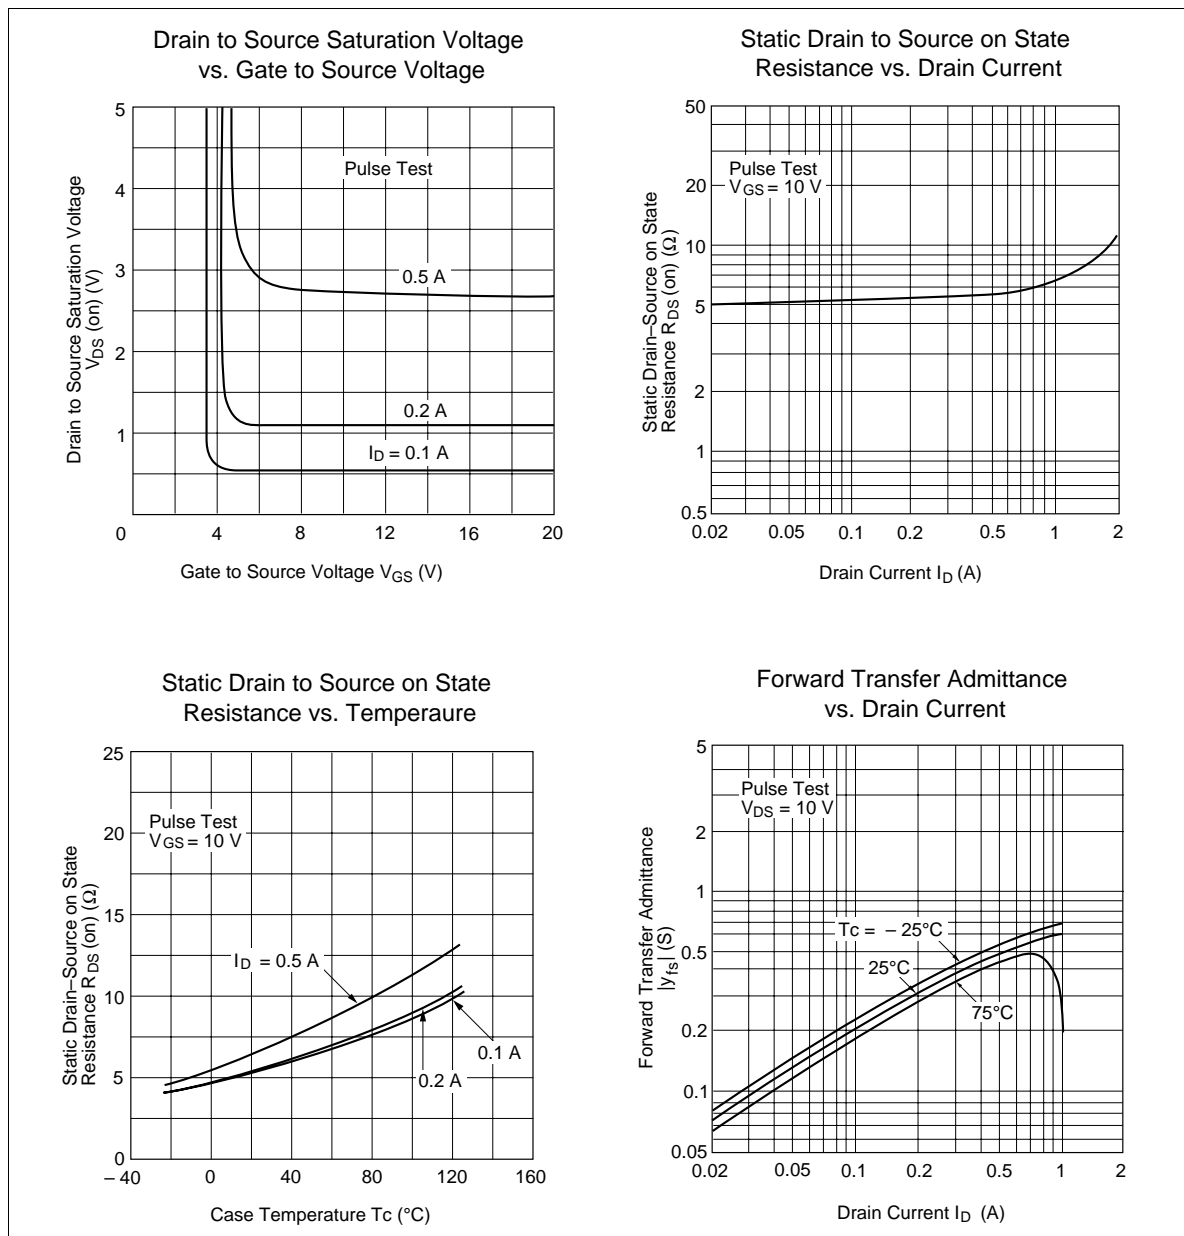 Drain to Source Saturation Voltage
vs. Gate to Source Voltage
5
4
3
2
1
0
4
8
12
16
20
Pulse Test
0.5 A
0.2 A
ID = 0.1 A
Drain to Source Saturation Voltage
VDS (on) (V)
Gate to Source Voltage VGS (V)
Static Drain to Source on State
Resistance vs. Drain Current
50
20
10
5
2
1
0.5
0.02
0.05
0.1
0.2
0.5
1
2
Pulse Test
VGS = 10 V
Static Drain–Source on State
Resistance RDS (on) (Ω)
Drain Current ID (A)
Static Drain to Source on State
Resistance vs. Temperaure
25
20
15
10
5
0
– 40
0
40
80
120
160
Pulse Test
VGS = 10 V
ID = 0.5 A
0.1 A
0.2 A
Static Drain–Source on State
Resistance RDS (on) (Ω)
Case Temperature Tc (°C)
Forward Transfer Admittance
vs. Drain Current
5
2
1
0.5
0.2
0.1
0.05
0.02
0.05
0.1
0.2
0.5
1
2
Pulse Test
VDS = 10 V
Tc = – 25°C
25°C
75°C
Forward Transfer Admittance
|yfs| (S)
Drain Current ID (A)